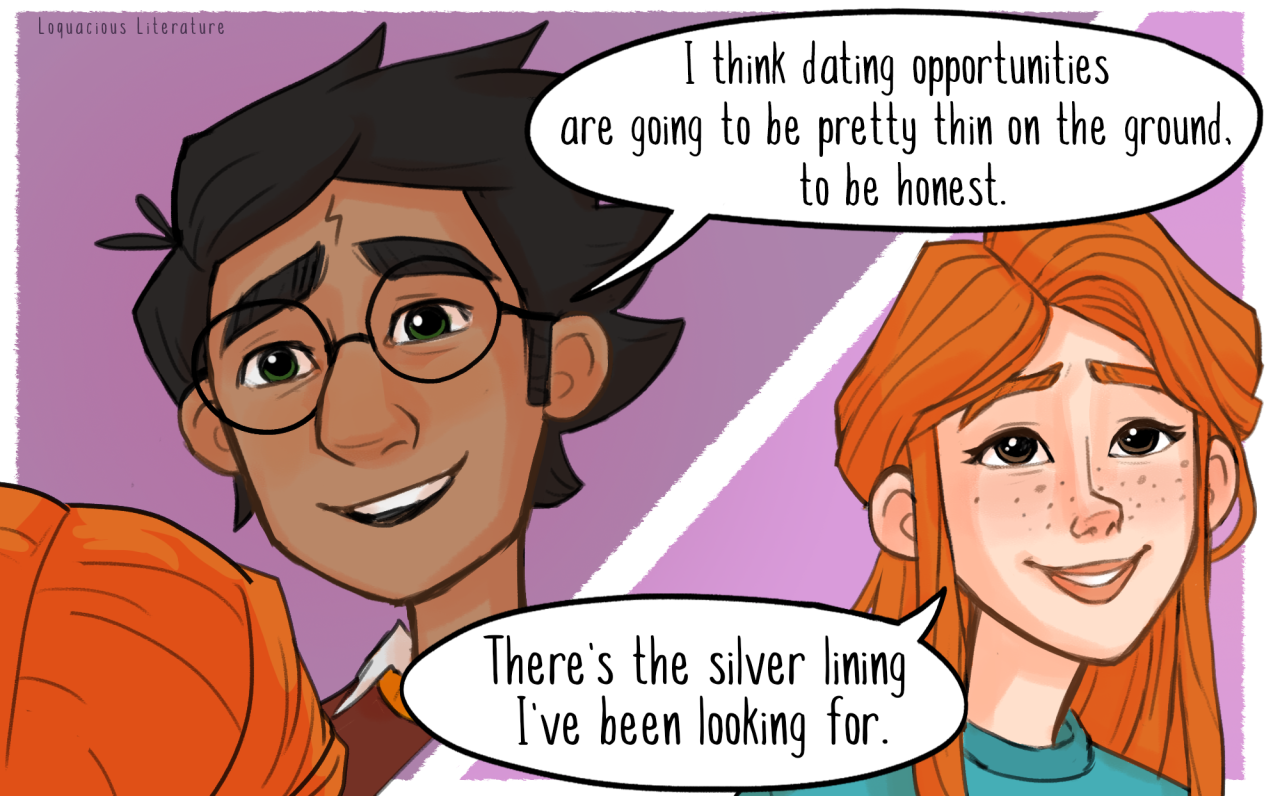 Loquacious Literature
I think dating opportunities
are going to be pretty thin on the ground,
to be honest.
There's the silver lining
I've been looking for.